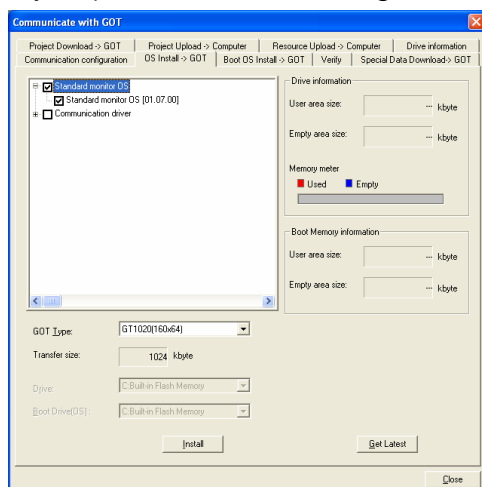 Communicate with GOT
Project Download -> GOT Project Upload -> Computer Resource Upload -> Computer Drive information
Communication configuration OS Install -> GOT Boot OS Install -> GOT Verify Special Data Download-> GOT
Standard monitor OS
Standard monitor OS [01.07.00]
Communication driver
Drive information
User area size: ... kbyte
Empty area size: ... kbyte
Memory meter
Used Empty
Boot Memory information
User area size: ... kbyte
Empty area size: ... kbyte
GOT Type: GT1020(160x64)
Transfer size: 1024 kbyte
Drive: C:Built-in Flash Memory
Boot Drive(OS): C:Built-in Flash Memory
Install Get Latest
Close